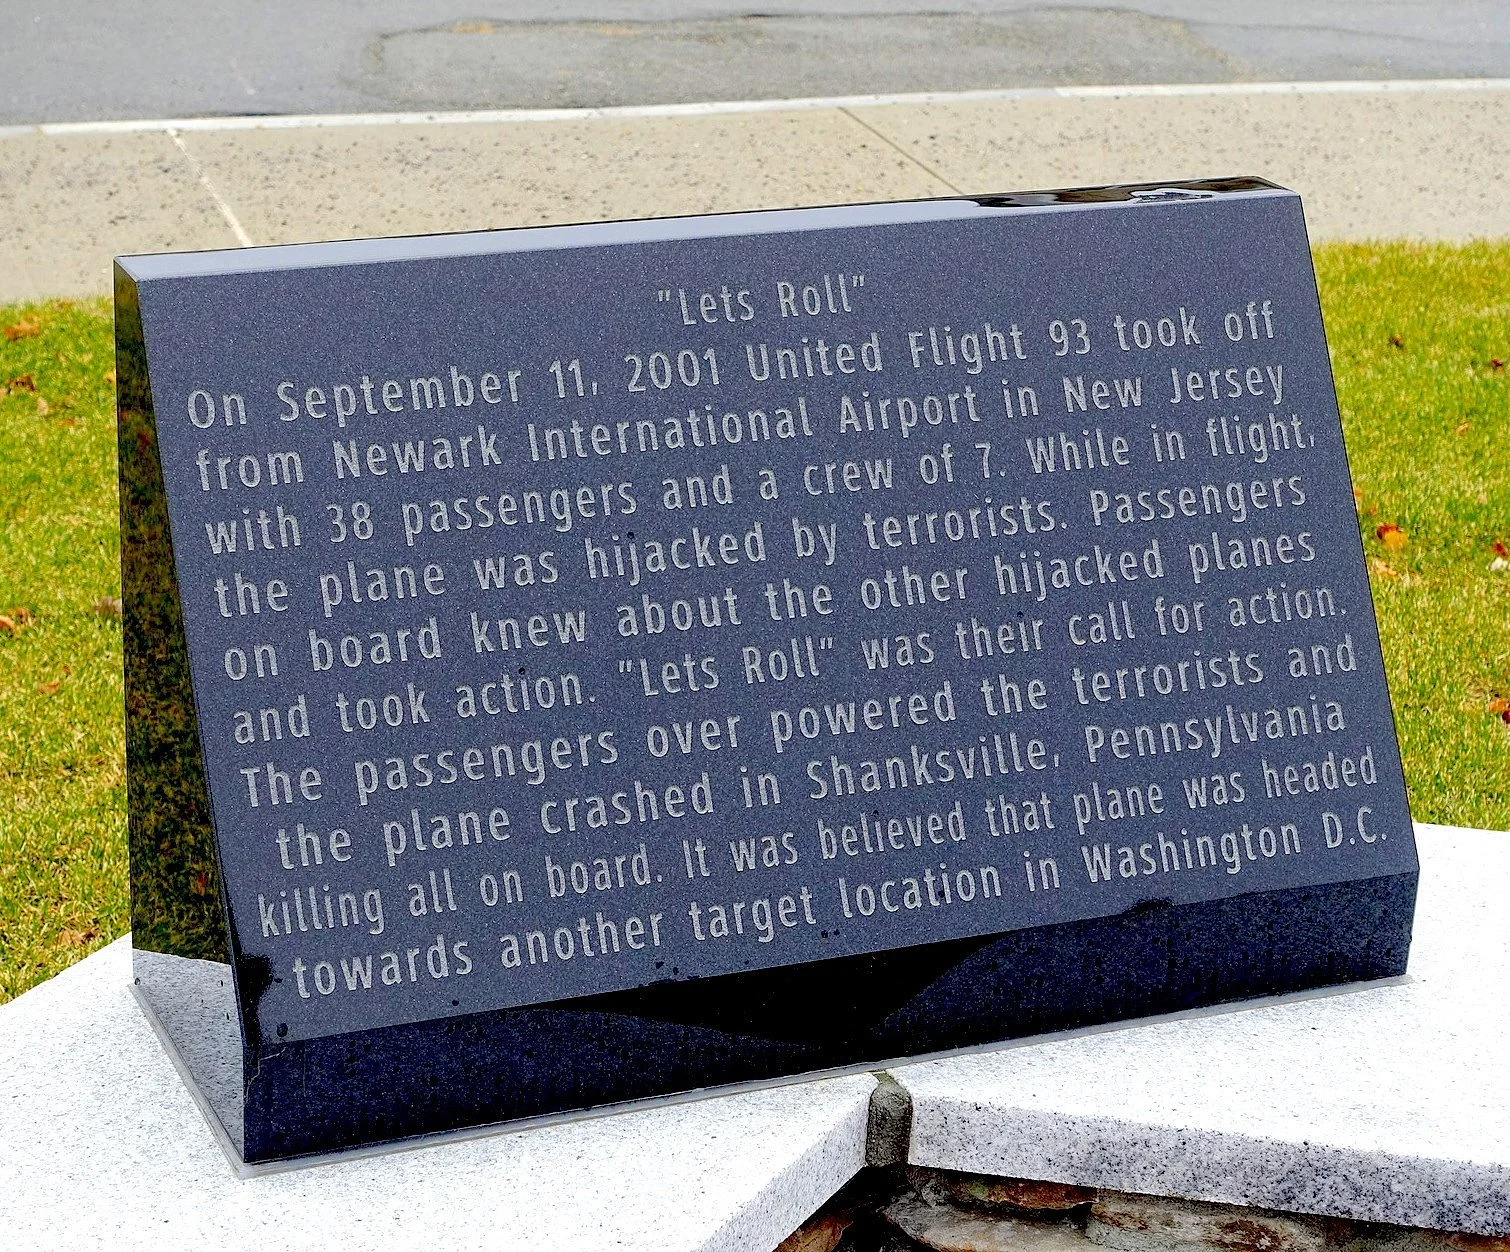 "Lets Roll"
On September 11, 2001 United Flight 93 took off
from Newark International Airport in New Jersey
with 38 passengers and a crew of 7. While in flight,
the plane was hijacked by terrorists. Passengers
on board knew about the other hijacked planes
and took action. "Lets Roll" was their call for action.
The passengers over powered the terrorists and
the plane crashed in Shanksville, Pennsylvania
killing all on board. It was believed that plane was headed
towards another target location in Washington D.C.